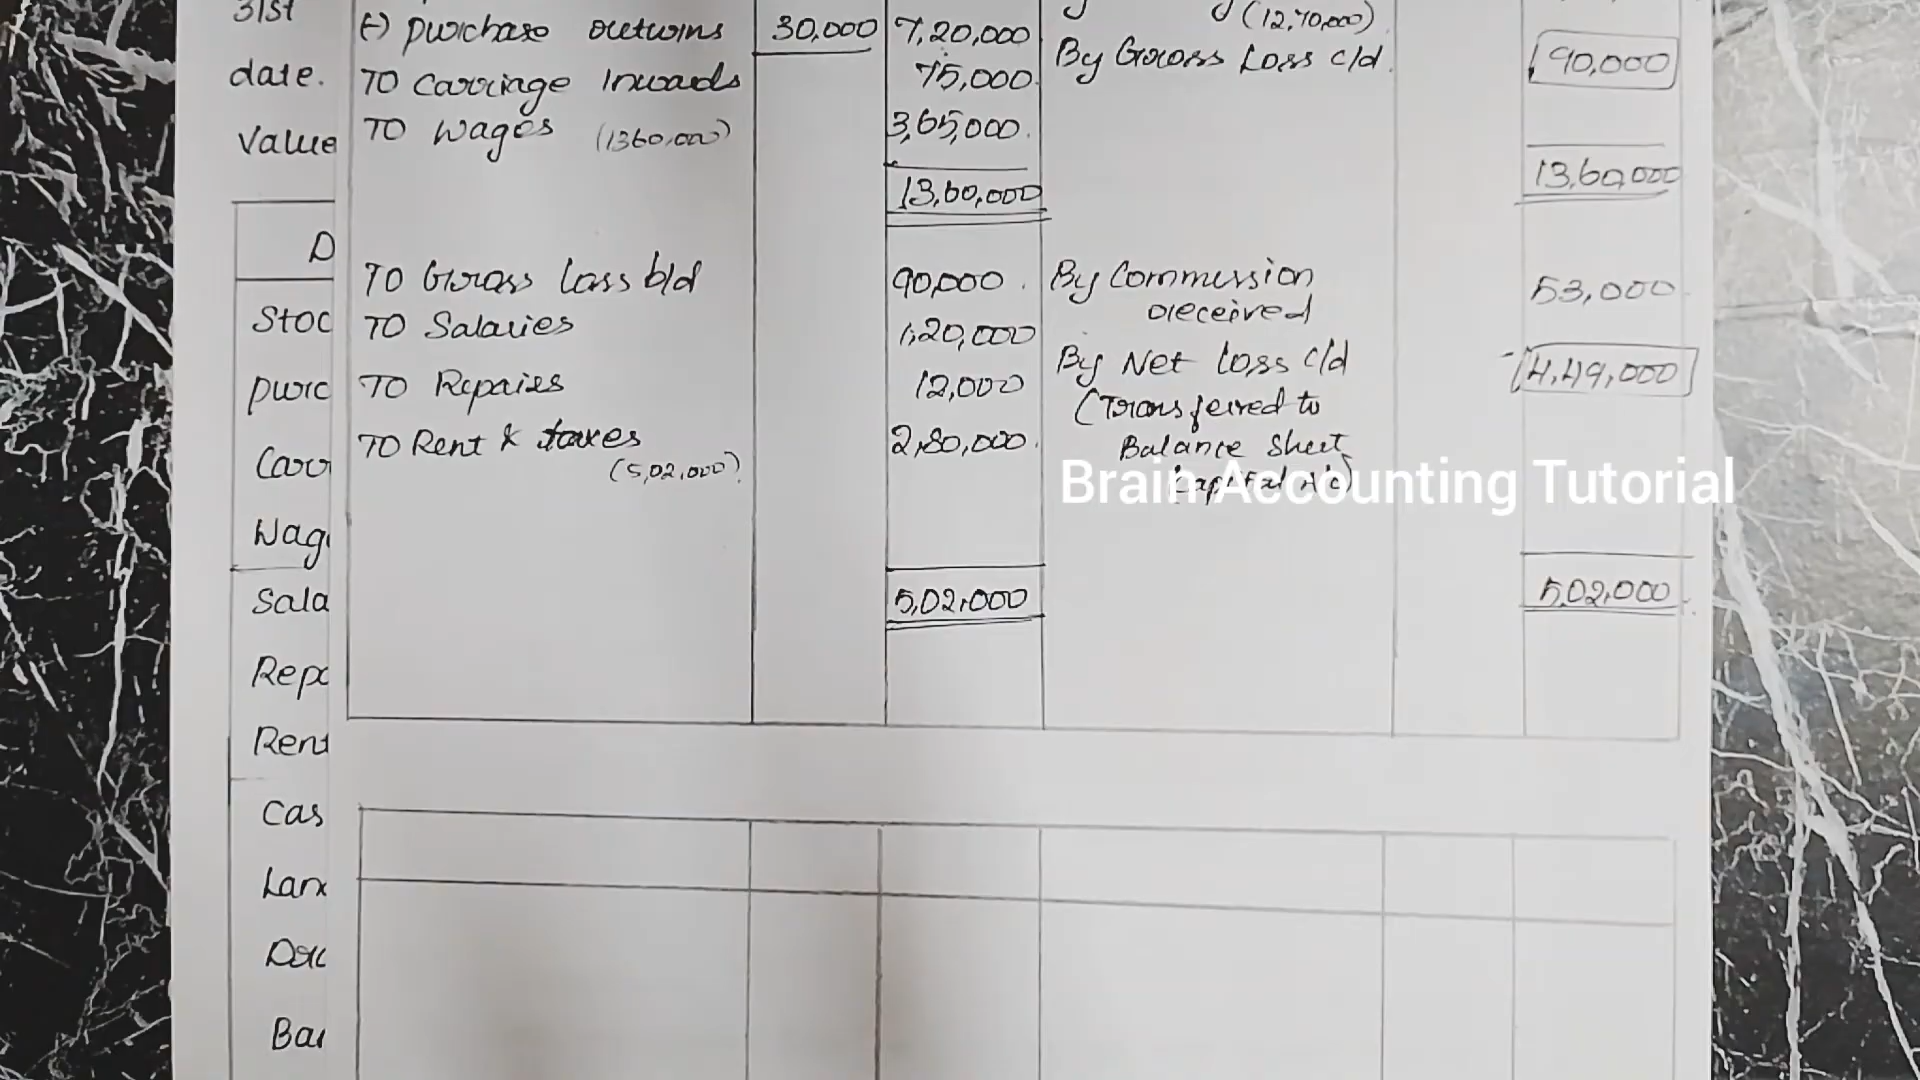 31st
date.
Value
D
Stoc
purc
Carr
Wag
Sala
Repa
Rent
Cas
Lan
Bar
(-) purchase returns 30,000 7,20,000 (12,70,000)
TO Carriage Inwards 75,000 By Gross Loss c/d 90,000
TO Wages (1360,000) 3,65,000
13,60,000 13,60,000
TO Gross Loss b/d 90,000 By Commission 53,000
received
TO Salaries 1,20,000
By Net Loss c/d 4,49,000
TO Repaires 12,000
(Transferred to
TO Rent & taxes 2,80,000 Balance Sheet
(5,02,000) Capital A/c)
Brain Accounting Tutorial
5,02,000 5,02,000